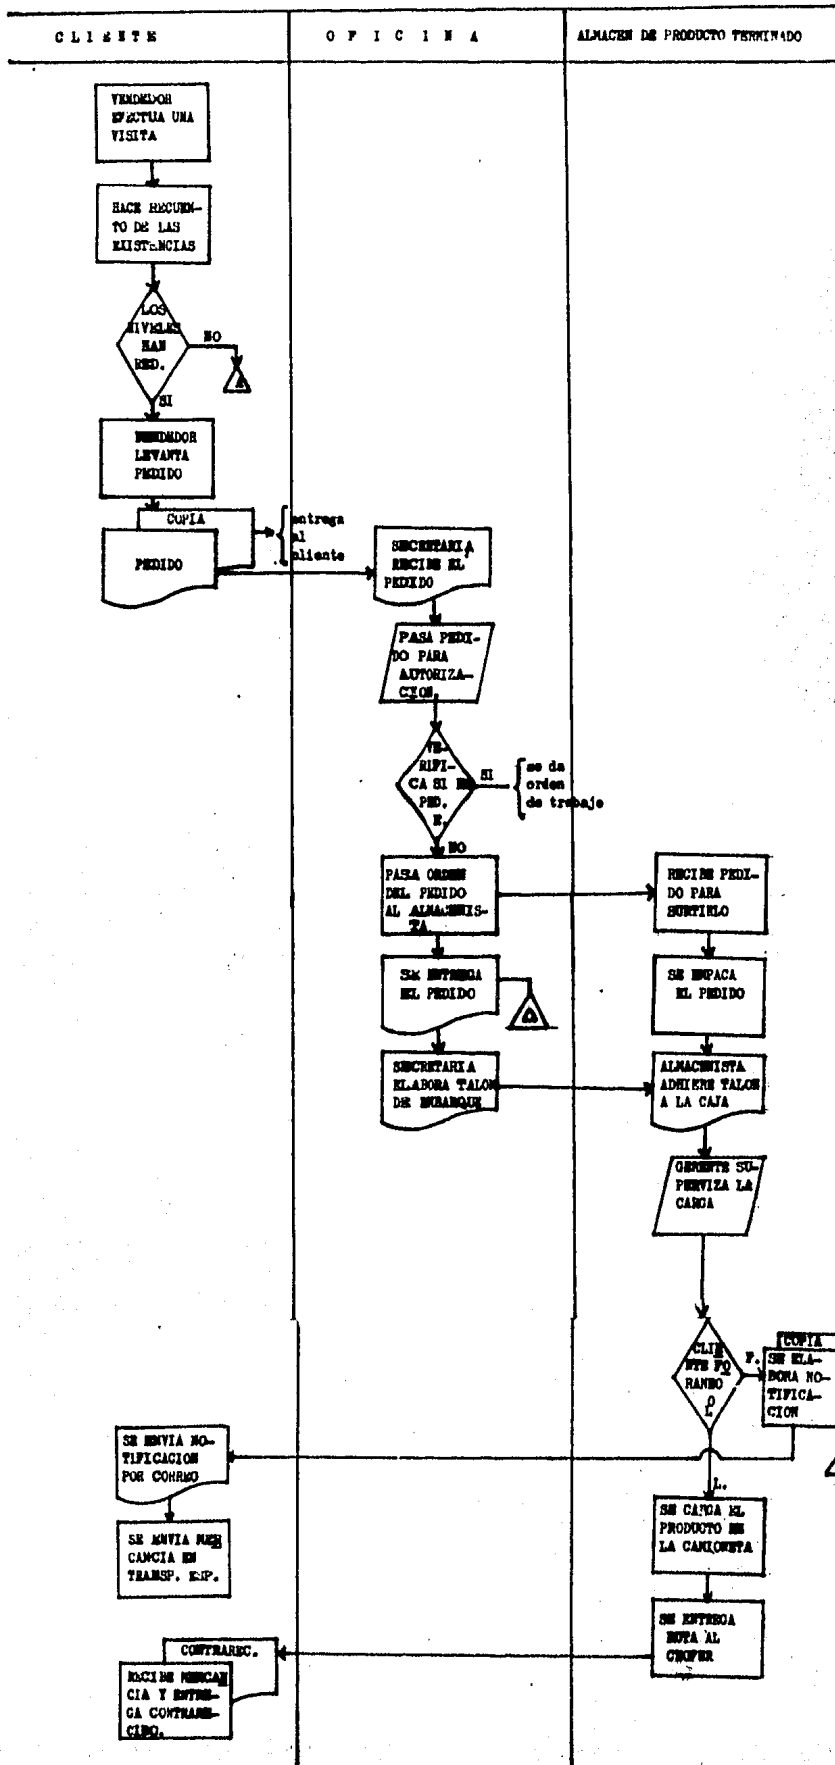 CLIENTE
OFICINA
ALMACEN DE PRODUCTO TERMINADO
VENDEDOR
EFECTUA UNA
VISITA
HACE RECUEN-
TO DE LAS
EXISTENCIAS
LOS
NIVELES
HAN
RED.
NO
A
SI
VENDEDOR
LEVANTA
PEDIDO
COPIA
PEDIDO
entrega
al
cliente
SECRETARIA
RECIBE EL
PEDIDO
PASA PEDI-
DO PARA
AUTORIZA-
CION
VE-
RIFI-
CA SI ES
PED.
E.
SI
se da
orden
de trabajo
NO
PASA ORDEN
DEL PEDIDO
AL ALMACENIS-
TA
RECIBE PEDI-
DO PARA
SURTIRLO
SE ENTREGA
EL PEDIDO
SE EMPACA
EL PEDIDO
SECRETARIA
ELABORA TALON
DE EMBARQUE
ALMACENISTA
ADHIERE TALON
A LA CAJA
GERENTE SU-
PERVIZA LA
CARGA
CLIE
NTE FO
RANEO
O
L
F.
COPIA
SE ELA-
BORA NO-
TIFICA-
CION
SE ENVIA NO-
TIFICACION
POR CORREO
L.
SE CARGA EL
PRODUCTO EN
LA CAMIONETA
SE ENVIA MER
CANCIA EN
TRANSP. ESP.
SE ENTREGA
NOTA AL
CHOFER
CONTRAREC.
RECIBE MERCAN
CIA Y ENTRE-
GA CONTRARE-
CIBO.